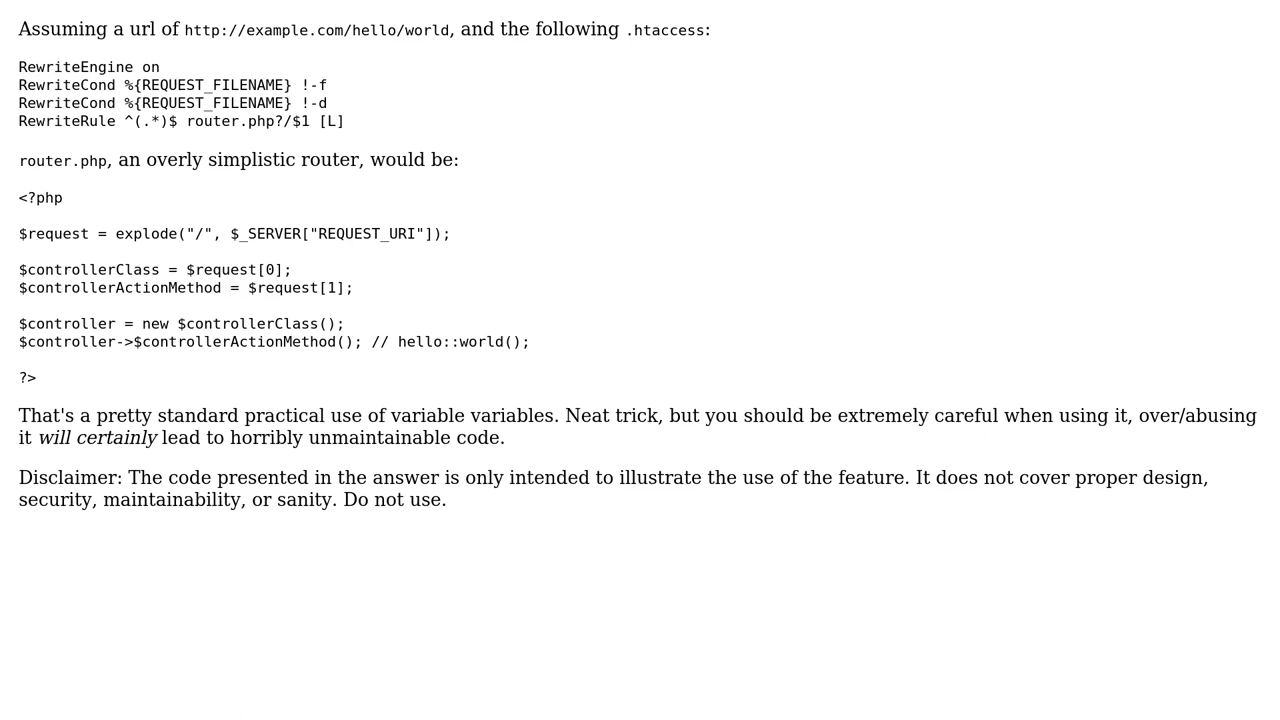 Assuming a url of http://example.com/hello/world, and the following .htaccess:
RewriteEngine on
RewriteCond %{REQUEST_FILENAME} !-f
RewriteCond %{REQUEST_FILENAME} !-d
RewriteRule ^(.*)$ router.php?/$1 [L]
router.php, an overly simplistic router, would be:
<?php
$request = explode("/", $_SERVER["REQUEST_URI"]);
$controllerClass = $request[0];
$controllerActionMethod = $request[1];
$controller = new $controllerClass();
$controller->$controllerActionMethod(); // hello::world();
?>
That's a pretty standard practical use of variable variables. Neat trick, but you should be extremely careful when using it, over/abusing
it will certainly lead to horribly unmaintainable code.
Disclaimer: The code presented in the answer is only intended to illustrate the use of the feature. It does not cover proper design,
security, maintainability, or sanity. Do not use.